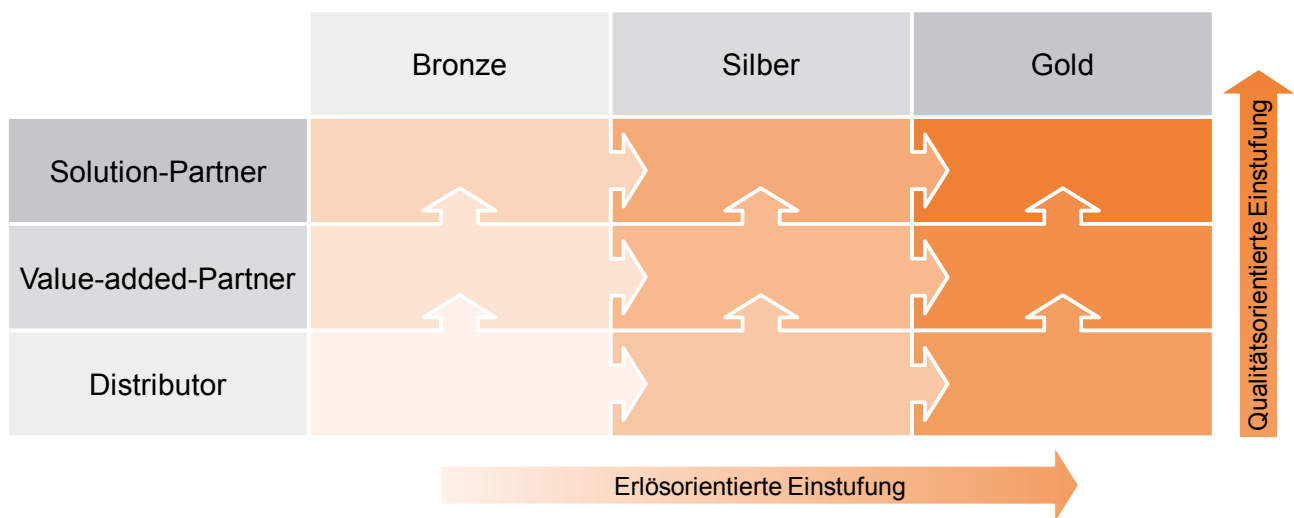 Bronze
Silber
Gold
Solution-Partner
Value-added-Partner
Distributor
Qualitätsorientierte Einstufung
Erlösorientierte Einstufung